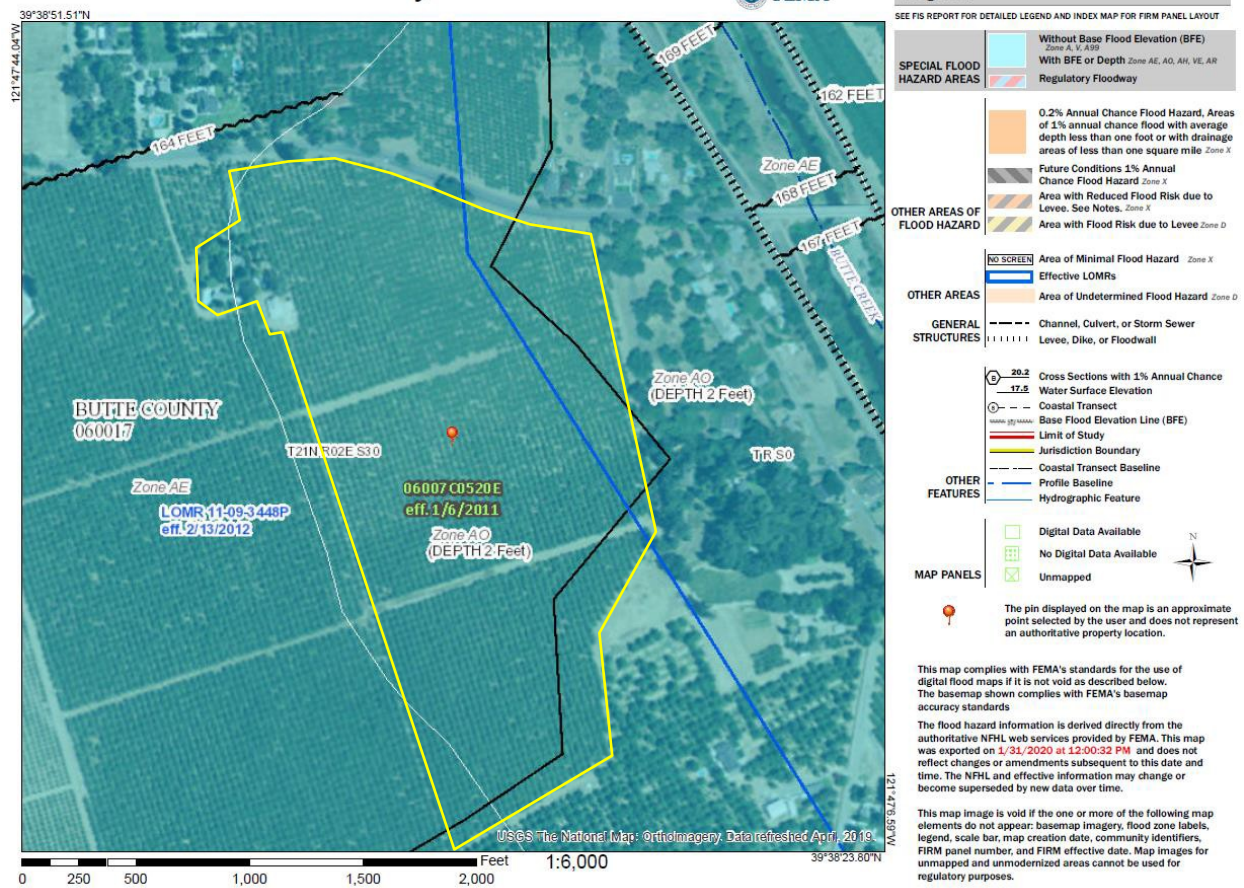 39°38'51.51"N
121°47'44.04"W
SEE FIS REPORT FOR DETAILED LEGEND AND INDEX MAP FOR FIRM PANEL LAYOUT
169 FEET
162 FEET
164 FEET
Zone AE
168 FEET
167 FEET
BUTTE CREEK
Zone AO
(DEPTH 2 Feet)
BUTTE COUNTY
060017
T21N R02E S30
T R S0
Zone AE
LOMR 11-09-3448P
eff. 2/13/2012
06007C0520E
eff. 1/6/2011
Zone AO
(DEPTH 2 Feet)
USGS The National Map: Orthoimagery. Data refreshed April, 2019.
121°47'6.59"W
39°38'23.80"N
Feet
1:6,000
0 250 500 1,000 1,500 2,000
SPECIAL FLOOD
HAZARD AREAS
Without Base Flood Elevation (BFE)
Zone A, V, A99
With BFE or Depth Zone AE, AO, AH, VE, AR
Regulatory Floodway
0.2% Annual Chance Flood Hazard, Areas
of 1% annual chance flood with average
depth less than one foot or with drainage
areas of less than one square mile Zone X
Future Conditions 1% Annual
Chance Flood Hazard Zone X
Area with Reduced Flood Risk due to
Levee. See Notes. Zone X
Area with Flood Risk due to Levee Zone D
OTHER AREAS OF
FLOOD HAZARD
NO SCREEN Area of Minimal Flood Hazard Zone X
Effective LOMRs
OTHER AREAS
Area of Undetermined Flood Hazard Zone D
GENERAL
STRUCTURES
Channel, Culvert, or Storm Sewer
Levee, Dike, or Floodwall
B 20.2 Cross Sections with 1% Annual Chance
17.5 Water Surface Elevation
8 Coastal Transect
Base Flood Elevation Line (BFE)
Limit of Study
Jurisdiction Boundary
Coastal Transect Baseline
OTHER
FEATURES
Profile Baseline
Hydrographic Feature
Digital Data Available
No Digital Data Available
MAP PANELS
Unmapped
N
The pin displayed on the map is an approximate
point selected by the user and does not represent
an authoritative property location.
This map complies with FEMA's standards for the use of
digital flood maps if it is not void as described below.
The basemap shown complies with FEMA's basemap
accuracy standards
The flood hazard information is derived directly from the
authoritative NFHL web services provided by FEMA. This map
was exported on 1/31/2020 at 12:00:32 PM and does not
reflect changes or amendments subsequent to this date and
time. The NFHL and effective information may change or
become superseded by new data over time.
This map image is void if the one or more of the following map
elements do not appear: basemap imagery, flood zone labels,
legend, scale bar, map creation date, community identifiers,
FIRM panel number, and FIRM effective date. Map images for
unmapped and unmodernized areas cannot be used for
regulatory purposes.